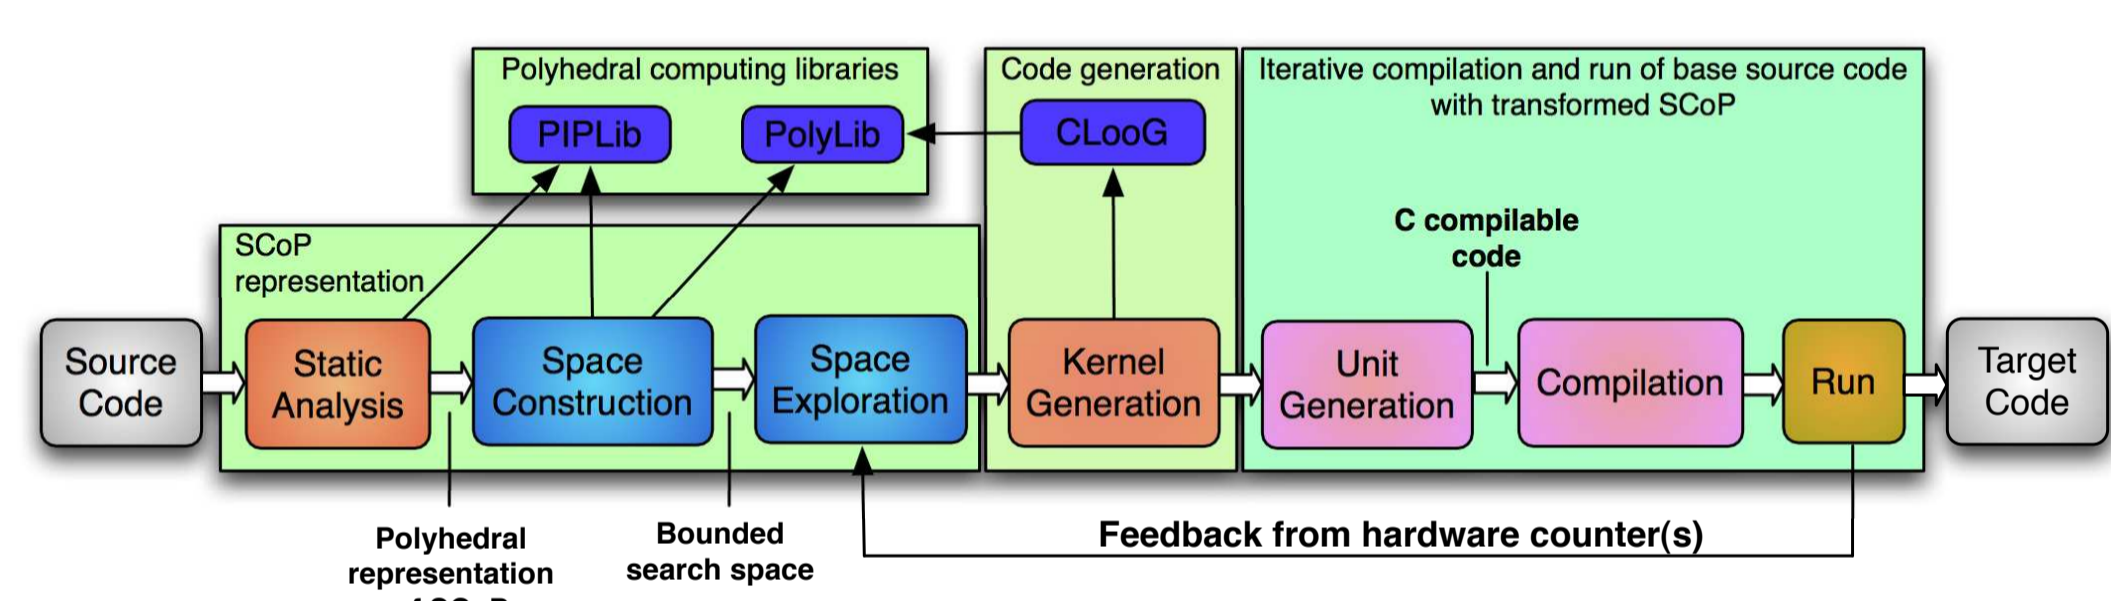 Polyhedral computing libraries
PIPLib
PolyLib
Code generation
CLooG
Iterative compilation and run of base source code
with transformed SCoP
C compilable
code
SCoP
representation
Source
Code
Static
Analysis
Space
Construction
Space
Exploration
Kernel
Generation
Unit
Generation
Compilation
Run
Target
Code
Polyhedral
representation
Bounded
search space
Feedback from hardware counter(s)